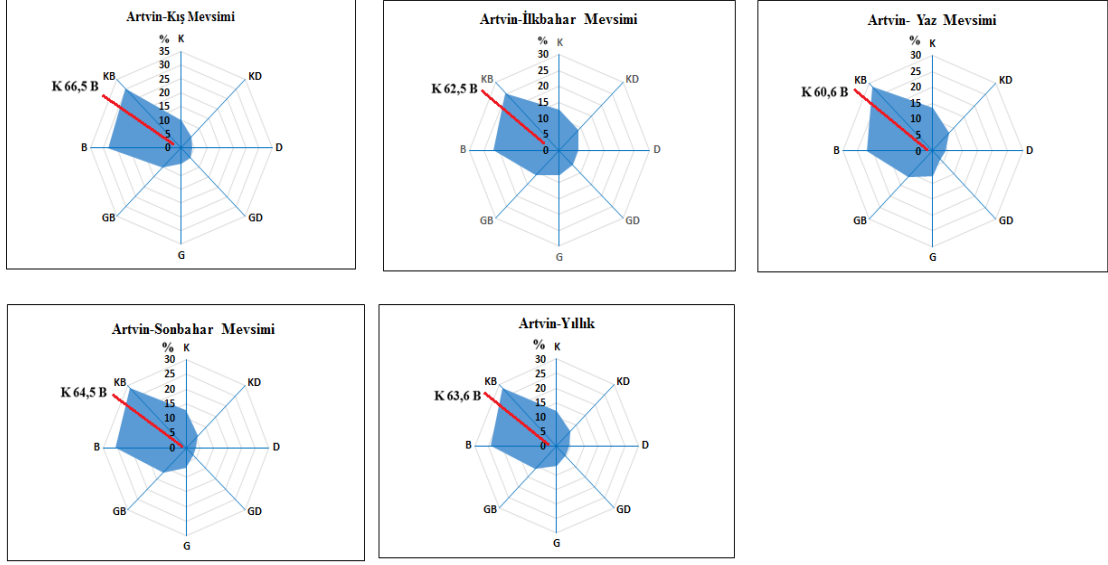 Artvin-Kış Mevsimi
% K
35
30
25
20
15
10
5
0
KB
KD
K 66,5 B
B
D
GB
GD
G
Artvin-İlkbahar Mevsimi
% K
30
25
20
15
10
5
0
KB
KD
K 62,5 B
B
D
GB
GD
G
Artvin- Yaz Mevsimi
% K
30
25
20
15
10
5
0
KB
KD
K 60,6 B
B
D
GB
GD
G
Artvin-Sonbahar Mevsimi
% K
30
25
20
15
10
5
0
KB
KD
K 64,5 B
B
D
GB
GD
G
Artvin-Yıllık
% K
30
25
20
15
10
5
0
KB
KD
K 63,6 B
B
D
GB
GD
G